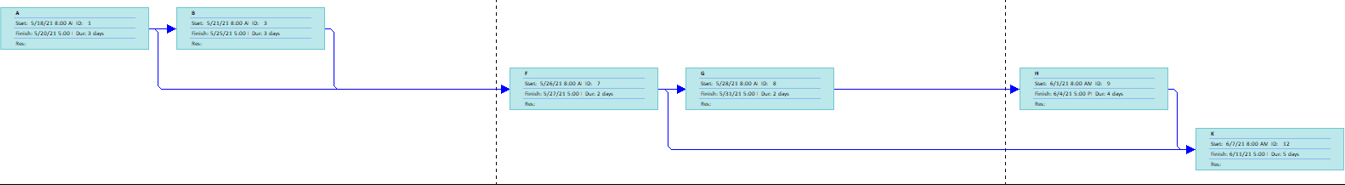 A
Start: 5/18/21 8:00 A ID: 1
Finish: 5/20/21 5:00 Dur: 3 days
Res:
B
Start: 5/21/21 8:00 A ID: 3
Finish: 5/25/21 5:00 Dur: 3 days
Res:
F
Start: 5/26/21 8:00 A ID: 7
Finish: 5/27/21 5:00 Dur: 2 days
Res:
G
Start: 5/28/21 8:00 A ID: 8
Finish: 5/31/21 5:00 Dur: 2 days
Res:
H
Start: 6/1/21 8:00 AM ID: 9
Finish: 6/4/21 5:00 P Dur: 4 days
Res:
K
Start: 6/7/21 8:00 AM ID: 12
Finish: 6/11/21 5:00 Dur: 5 days
Res: